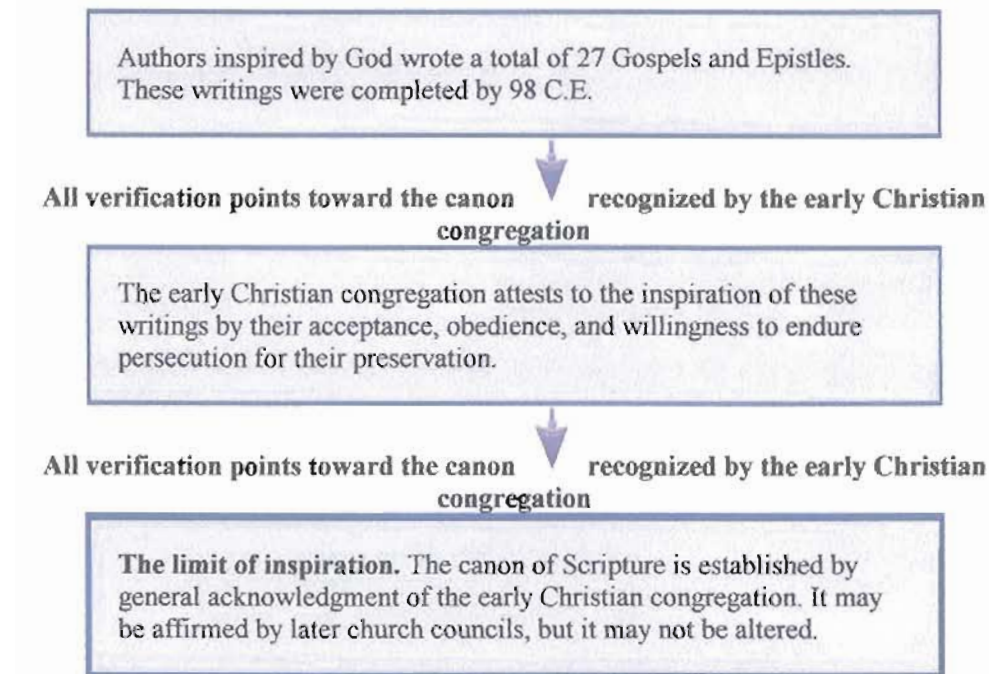 Authors inspired by God wrote a total of 27 Gospels and Epistles.
These writings were completed by 98 C.E.
All verification points toward the canon recognized by the early Christian
congregation
The early Christian congregation attests to the inspiration of these
writings by their acceptance, obedience, and willingness to endure
persecution for their preservation.
All verification points toward the canon recognized by the early Christian
congregation
The limit of inspiration. The canon of Scripture is established by
general acknowledgment of the early Christian congregation. It may
be affirmed by later church councils, but it may not be altered.